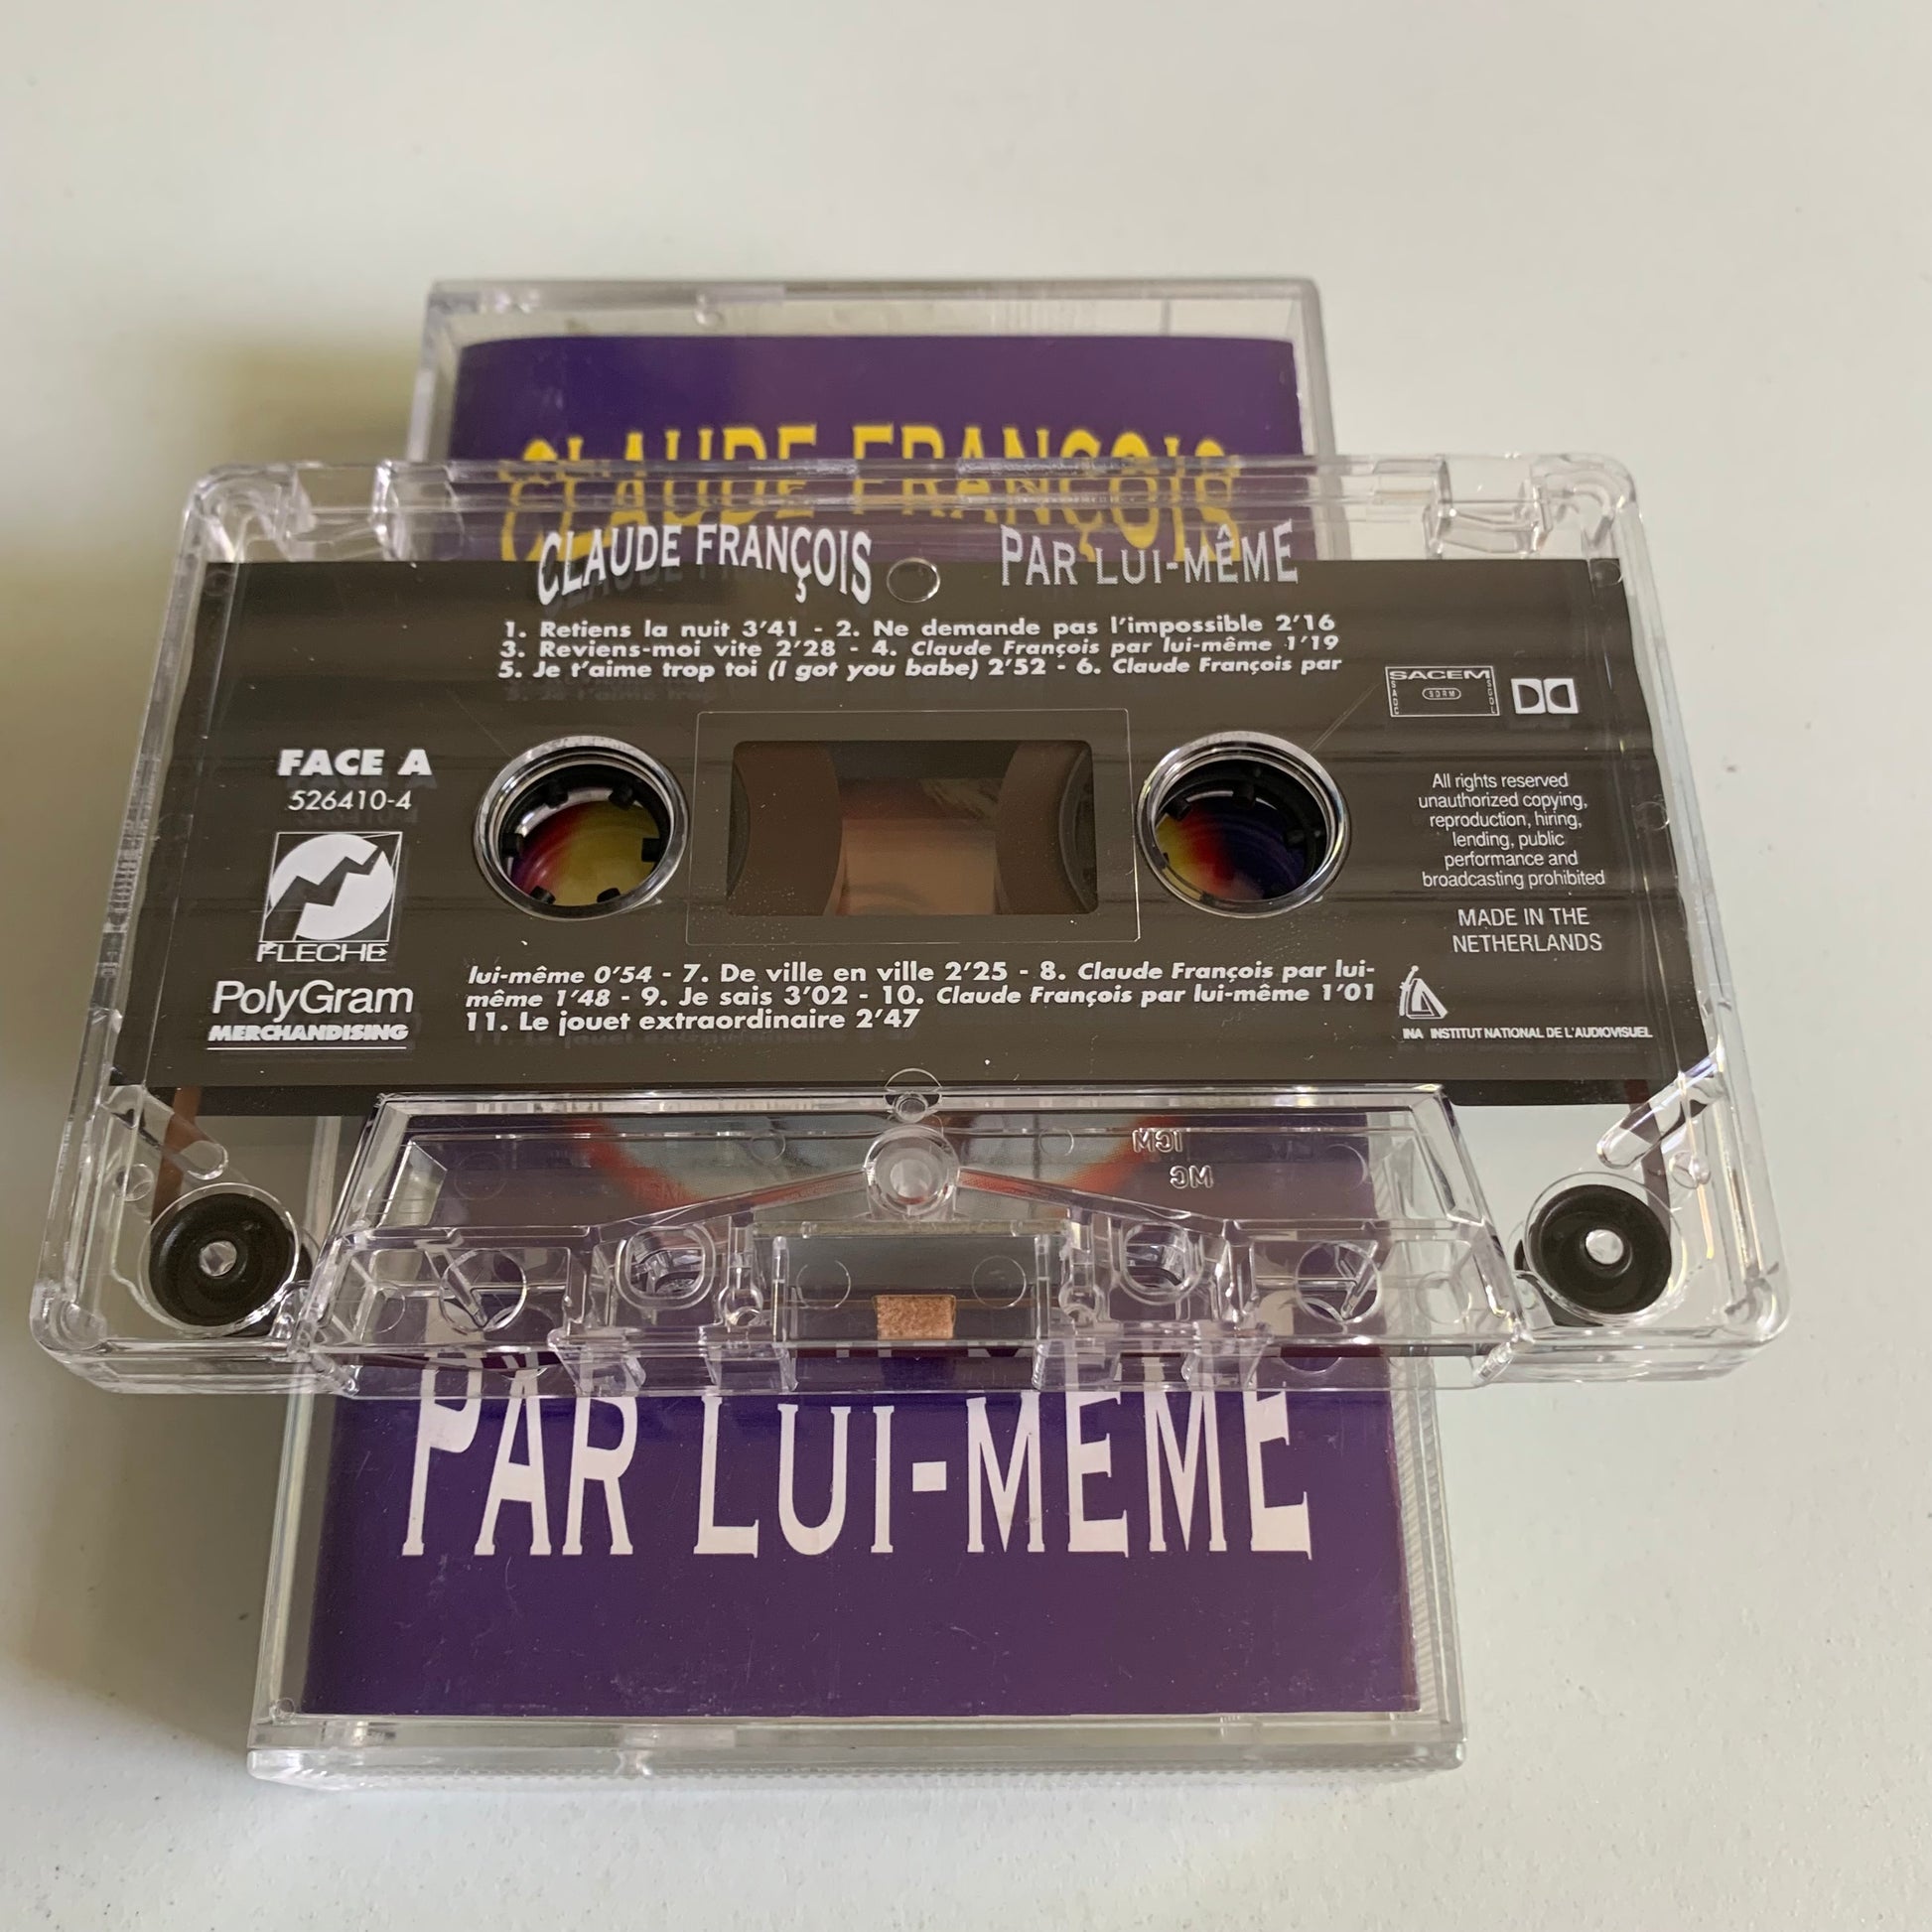 CLAUDE FRANÇOIS
CLAUDE FRANÇOIS PAR LUI-MÊME
1. Retiens la nuit 3'41 - 2. Ne demande pas l'impossible 2'16
3. Reviens-moi vite 2'28 - 4. Claude François par lui-même 1'19
5. Je t'aime trop toi (I got you babe) 2'52 - 6. Claude François par
SACEM
SACD
SDRM
SGDL
FACE A
526410-4
FLECHE
PolyGram
MERCHANDISING
All rights reserved
unauthorized copying,
reproduction, hiring,
lending, public
performance and
broadcasting prohibited
MADE IN THE
NETHERLANDS
lui-même 0'54 - 7. De ville en ville 2'25 - 8. Claude François par lui-
même 1'48 - 9. Je sais 3'02 - 10. Claude François par lui-même 1'01
11. Le jouet extraordinaire 2'47
INA INSTITUT NATIONAL DE L'AUDIOVISUEL
ICM
MC
PAR LUI-MÊME